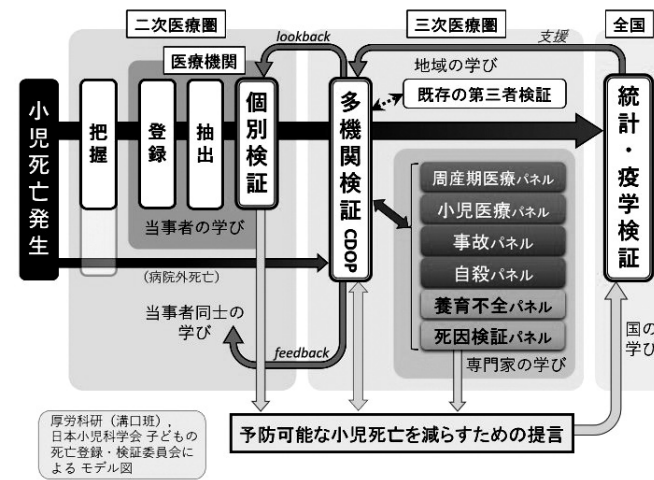 二次医療圏
三次医療圏
全国
lookback
支援
医療機関
地域の学び
小児死亡発生
把握
登録
抽出
個別検証
多機関検証 CDOP
既存の第三者検証
統計・疫学検証
周産期医療パネル
小児医療パネル
事故パネル
自殺パネル
養育不全パネル
死因検証パネル
当事者の学び
(病院外死亡)
当事者同士の
学び
feedback
専門家の学び
国の
学び
予防可能な小児死亡を減らすための提言
厚労科研（溝口班）,
日本小児科学会 子どもの
死亡登録・検証委員会に
よる モデル図